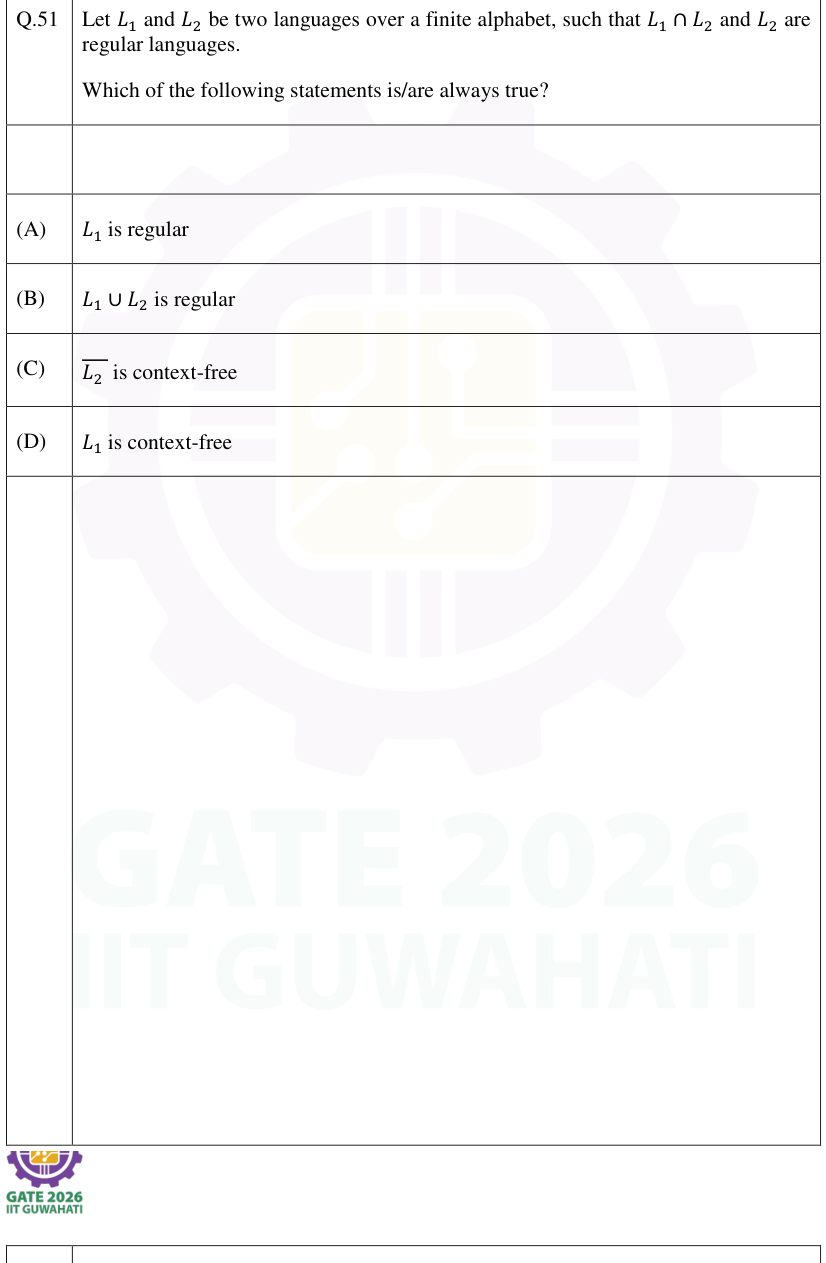 Q.51 Let L₁ and L₂ be two languages over a finite alphabet, such that L₁ ∩ L₂ and L₂ are
regular languages.
Which of the following statements is/are always true?
(A) L₁ is regular
(B) L₁ ∪ L₂ is regular
(C) L̅₂ is context-free
(D) L₁ is context-free
GATE 2026
IIT GUWAHATI
GATE 2026
IIT GUWAHATI